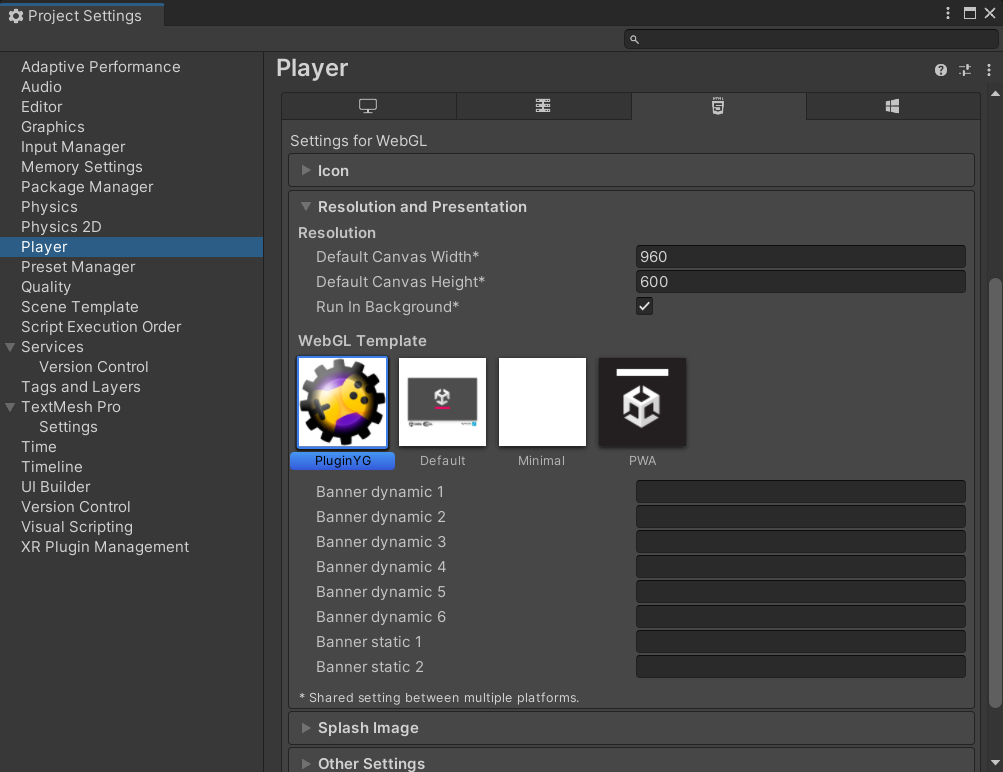 Project Settings
Adaptive Performance
Audio
Editor
Graphics
Input Manager
Memory Settings
Package Manager
Physics
Physics 2D
Player
Preset Manager
Quality
Scene Template
Script Execution Order
Services
Version Control
Tags and Layers
TextMesh Pro
Settings
Time
Timeline
UI Builder
Version Control
Visual Scripting
XR Plugin Management
Player
Settings for WebGL
Icon
Resolution and Presentation
Resolution
Default Canvas Width* 960
Default Canvas Height* 600
Run In Background*
WebGL Template
PluginYG Default Minimal PWA
Banner dynamic 1
Banner dynamic 2
Banner dynamic 3
Banner dynamic 4
Banner dynamic 5
Banner dynamic 6
Banner static 1
Banner static 2
* Shared setting between multiple platforms.
Splash Image
Other Settings